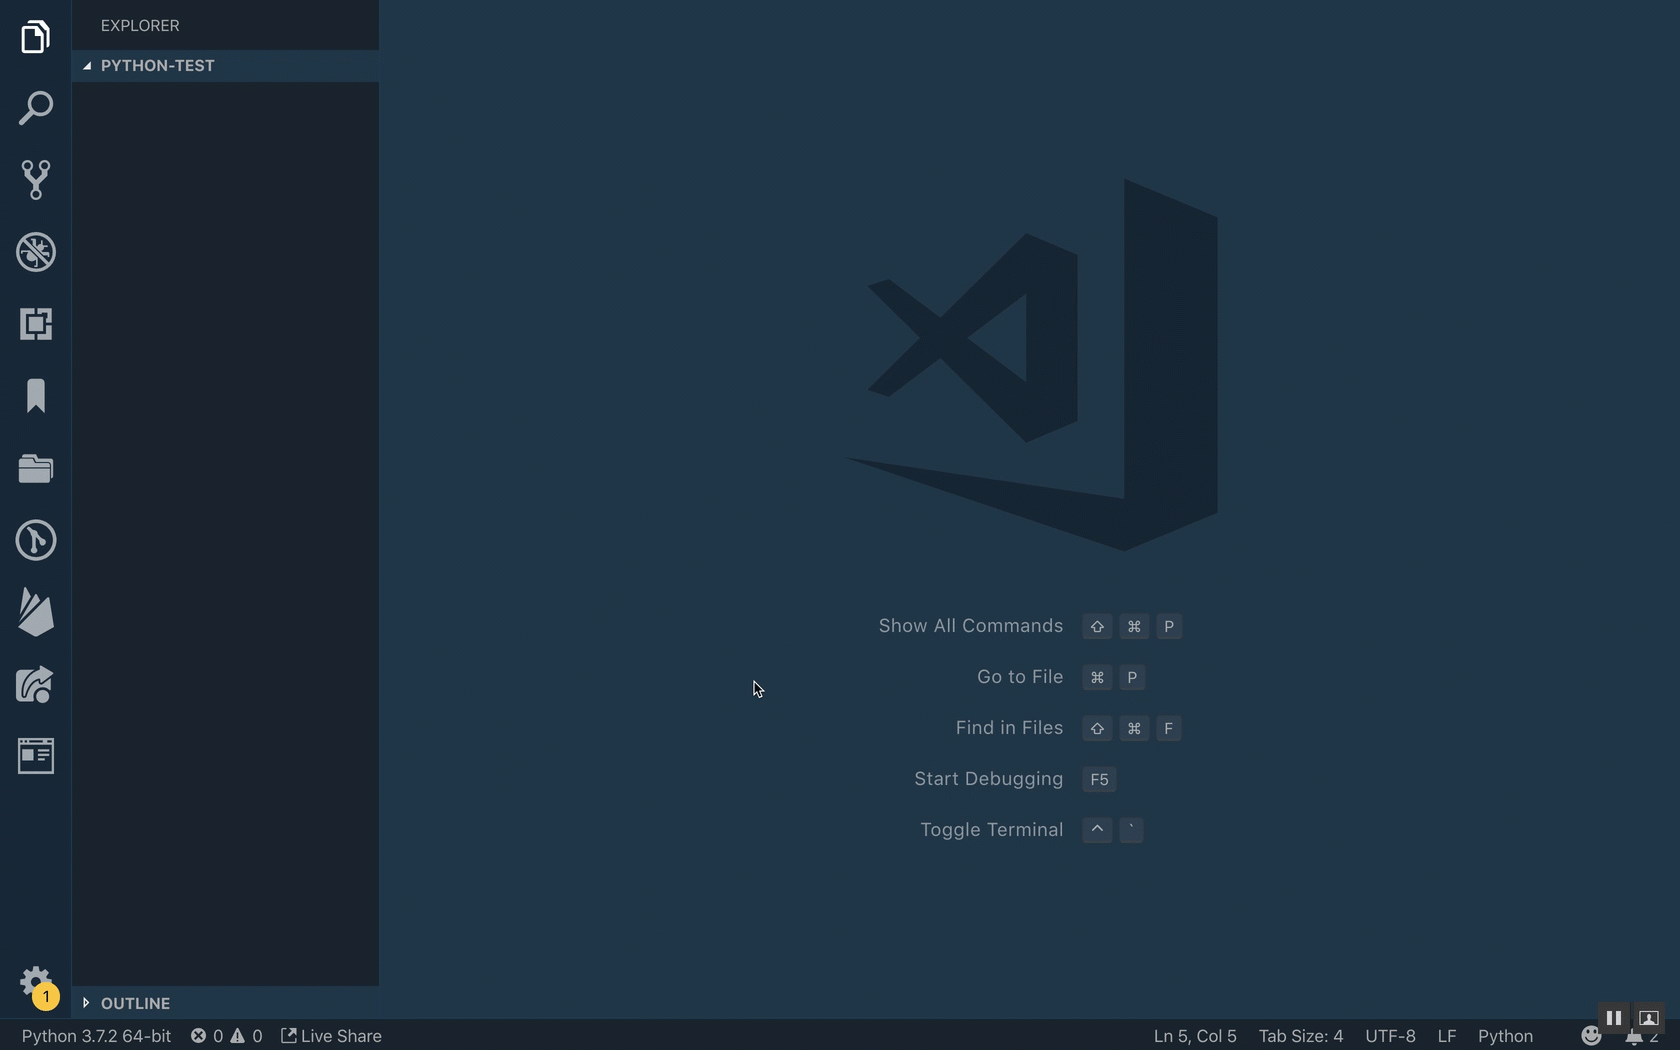 EXPLORER
PYTHON-TEST
Show All Commands ⇧ ⌘ P
Go to File ⌘ P
Find in Files ⇧ ⌘ F
Start Debugging F5
Toggle Terminal ^ `
1
OUTLINE
Python 3.7.2 64-bit 0 0 Live Share Ln 5, Col 5 Tab Size: 4 UTF-8 LF Python 2